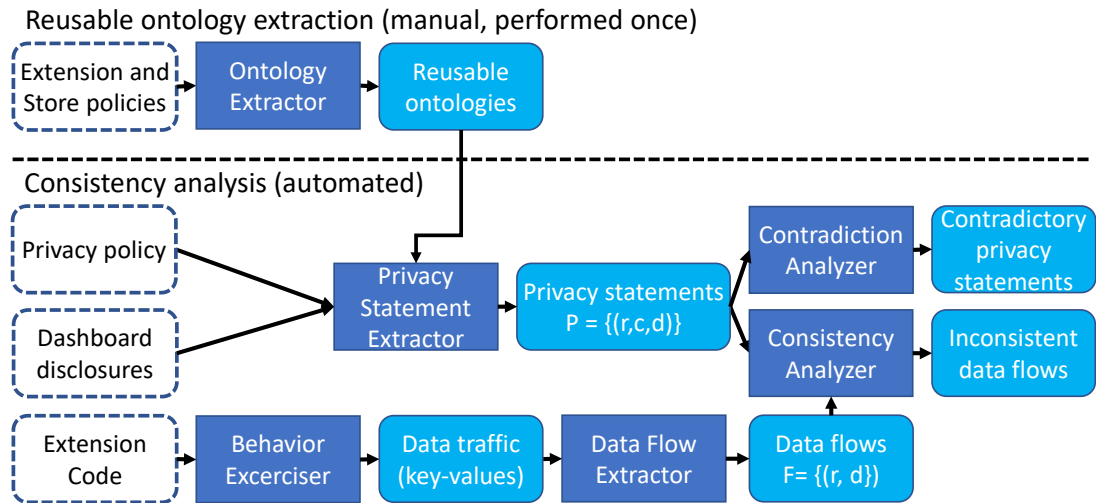 Reusable ontology extraction (manual, performed once)
Extension and
Store policies
Ontology
Extractor
Reusable
ontologies
Consistency analysis (automated)
Privacy policy
Dashboard
disclosures
Privacy
Statement
Extractor
Privacy statements
P = {(r,c,d)}
Contradiction
Analyzer
Contradictory
privacy
statements
Consistency
Analyzer
Inconsistent
data flows
Extension
Code
Behavior
Excerciser
Data traffic
(key-values)
Data Flow
Extractor
Data flows
F= {(r, d})